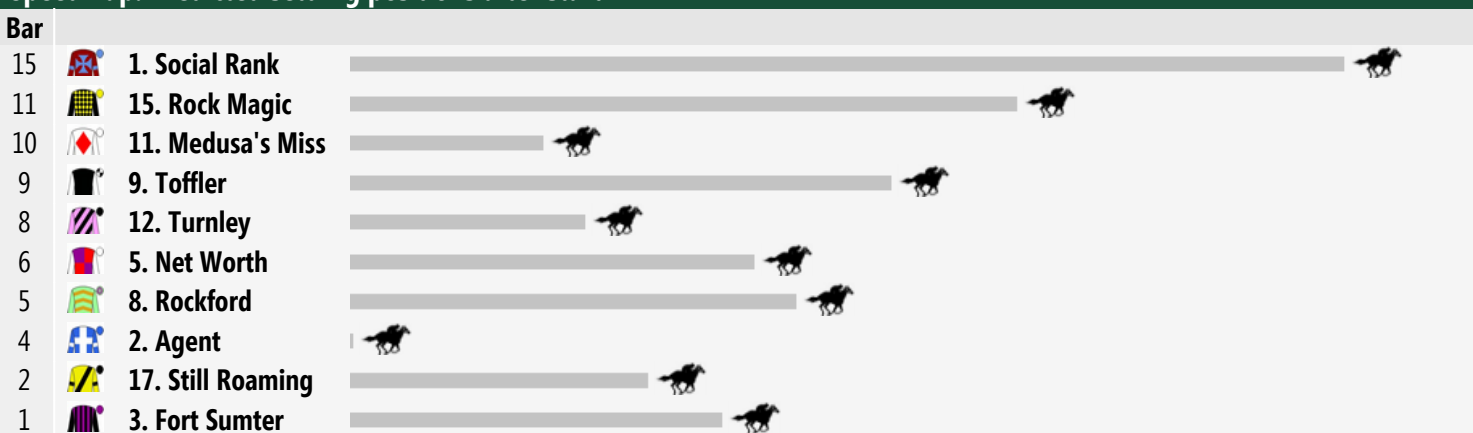 Bar
15 1. Social Rank
11 15. Rock Magic
10 11. Medusa's Miss
9 9. Toffler
8 12. Turnley
6 5. Net Worth
5 8. Rockford
4 2. Agent
2 17. Still Roaming
1 3. Fort Sumter